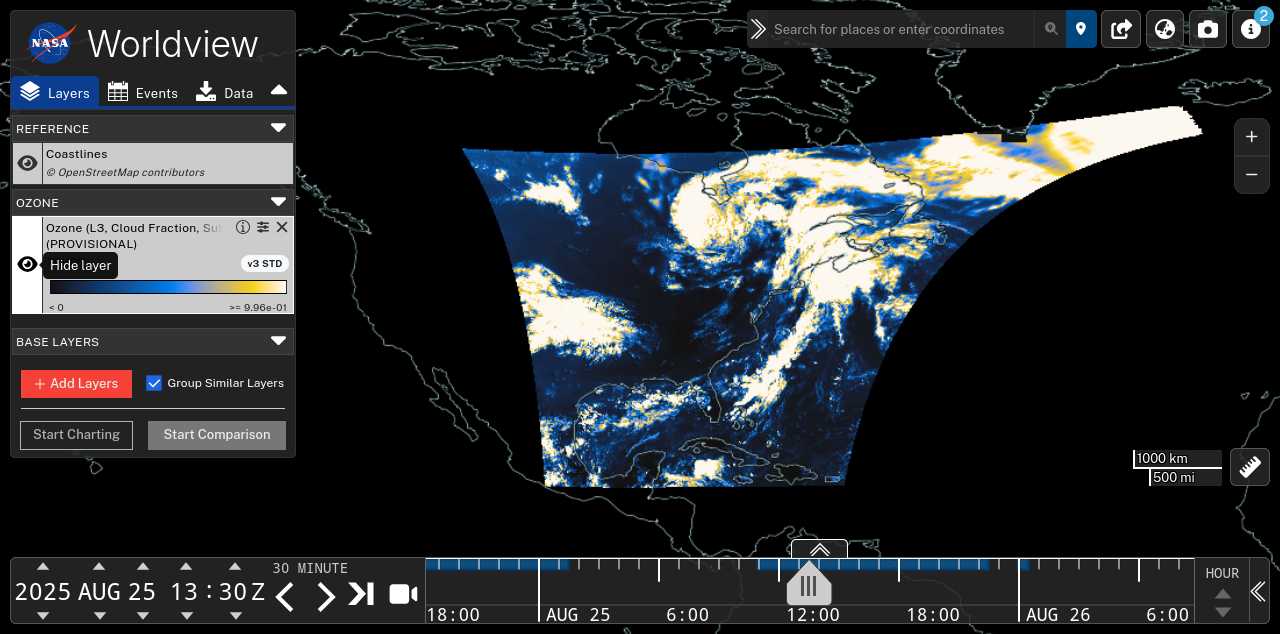 NASA
Worldview
Layers
Events
Data
Search for places or enter coordinates
2
REFERENCE
Coastlines
© OpenStreetMap contributors
OZONE
Ozone (L3, Cloud Fraction, Su
(PROVISIONAL)
Hide layer
v3 STD
< 0
>= 9.96e-01
BASE LAYERS
+ Add Layers
Group Similar Layers
Start Charting
Start Comparison
+
−
1000 km
500 mi
2025 AUG 25 13 : 30 Z
30 MINUTE
18:00
AUG 25
6:00
12:00
18:00
AUG 26
6:00
HOUR